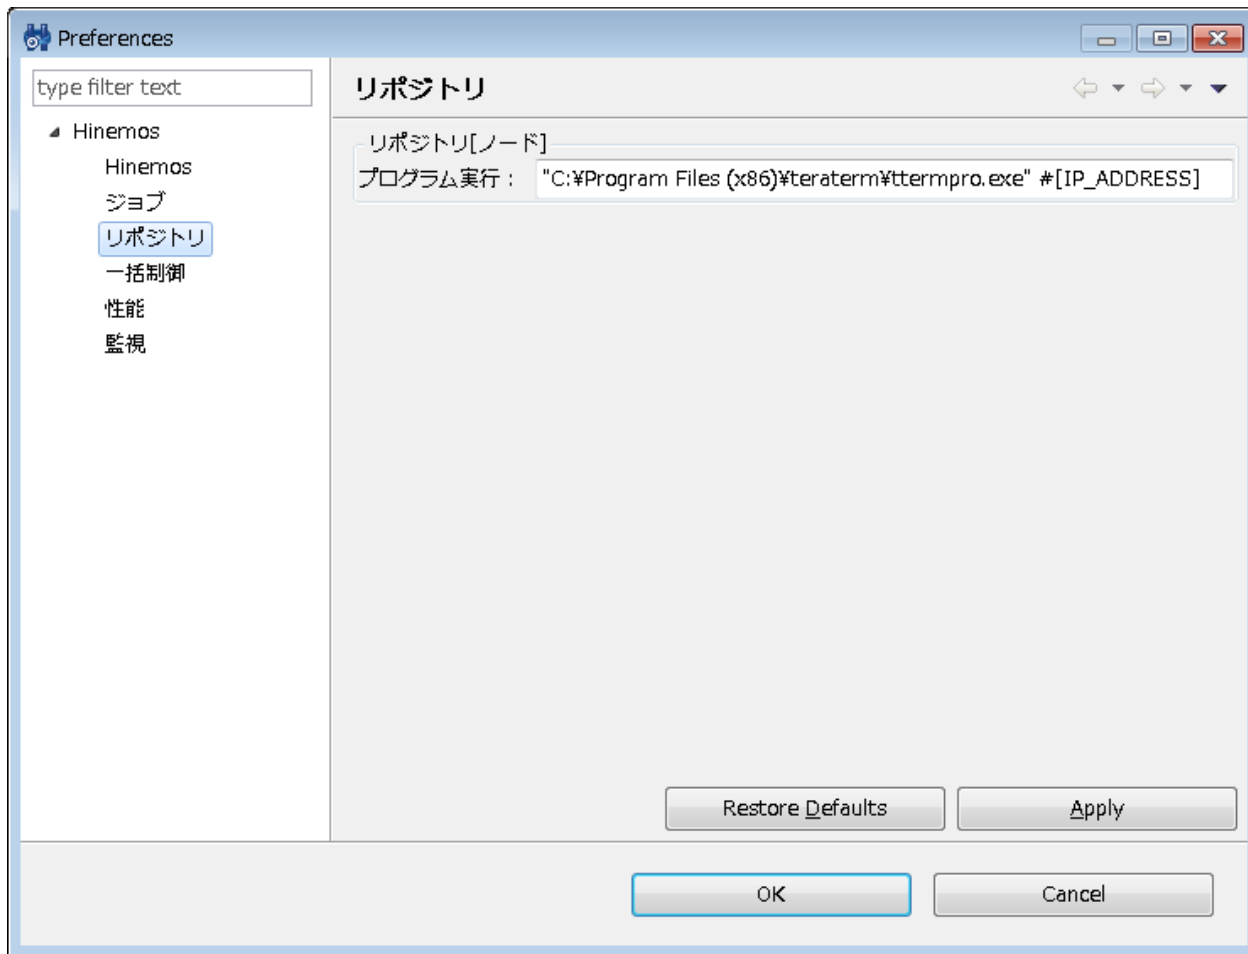 Preferences
type filter text
Hinemos
Hinemos
ジョブ
リポジトリ
一括制御
性能
監視
リポジトリ
リポジトリ[ノード]
プログラム実行： "C:¥Program Files (x86)¥teraterm¥ttermpro.exe" #[IP_ADDRESS]
Restore Defaults Apply
OK Cancel